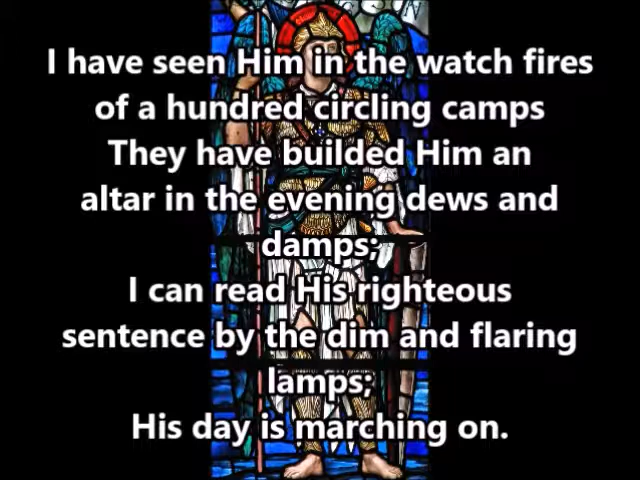 I have seen Him in the watch fires
of a hundred circling camps
They have builded Him an
altar in the evening dews and
damps;
I can read His righteous
sentence by the dim and flaring
lamps;
His day is marching on.